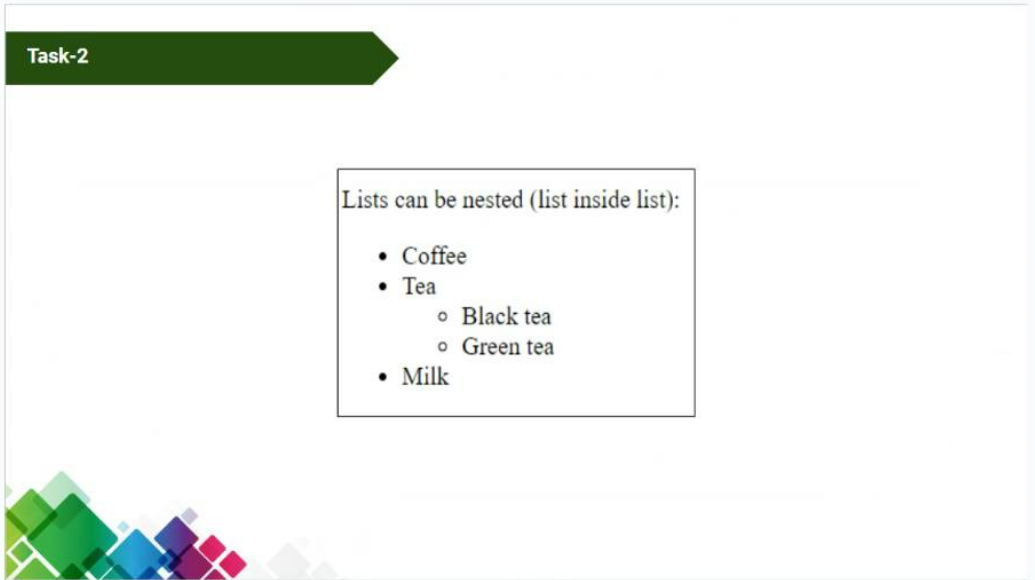 Task-2
Lists can be nested (list inside list):
• Coffee
• Tea
◦ Black tea
◦ Green tea
• Milk